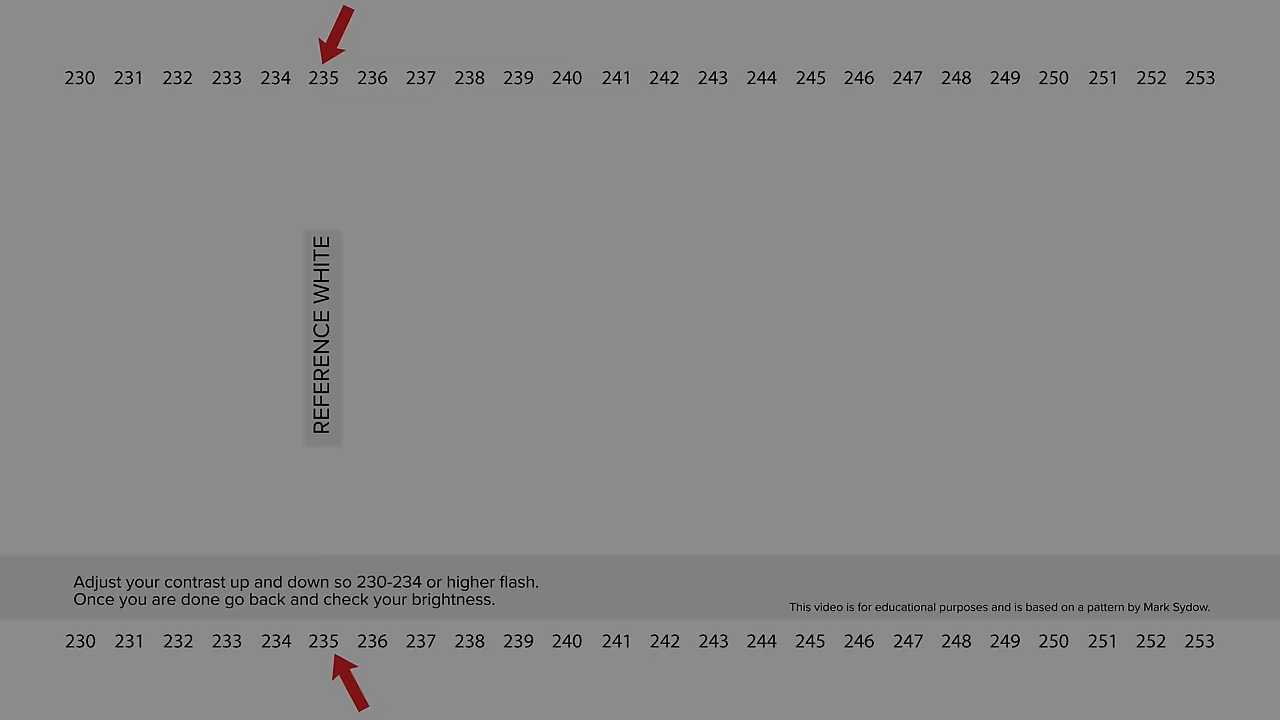 230 231 232 233 234 235 236 237 238 239 240 241 242 243 244 245 246 247 248 249 250 251 252 253
REFERENCE WHITE
Adjust your contrast up and down so 230-234 or higher flash.
Once you are done go back and check your brightness.
This video is for educational purposes and is based on a pattern by Mark Sydow.
230 231 232 233 234 235 236 237 238 239 240 241 242 243 244 245 246 247 248 249 250 251 252 253